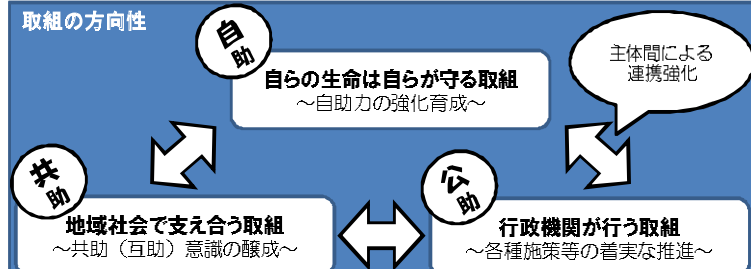 取組の方向性
自助
自らの生命は自らが守る取組
～自助力の強化育成～
主体間による
連携強化
共助
地域社会で支え合う取組
～共助（互助）意識の醸成～
公助
行政機関が行う取組
～各種施策等の着実な推進～